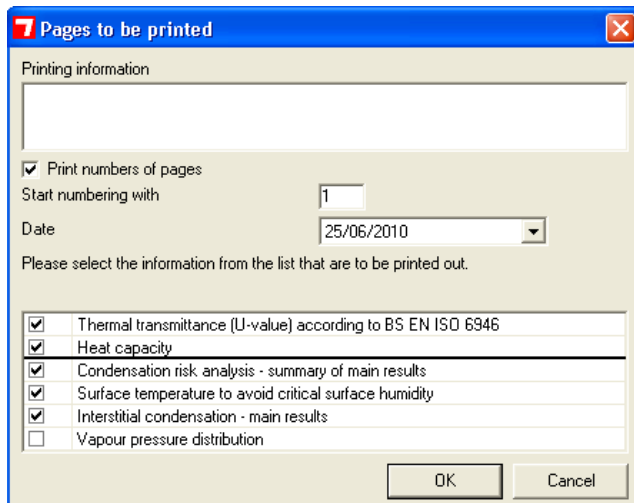 Pages to be printed
Printing information
Print numbers of pages
Start numbering with 1
Date 25/06/2010
Please select the information from the list that are to be printed out.
Thermal transmittance (U-value) according to BS EN ISO 6946
Heat capacity
Condensation risk analysis - summary of main results
Surface temperature to avoid critical surface humidity
Interstitial condensation - main results
Vapour pressure distribution
OK Cancel